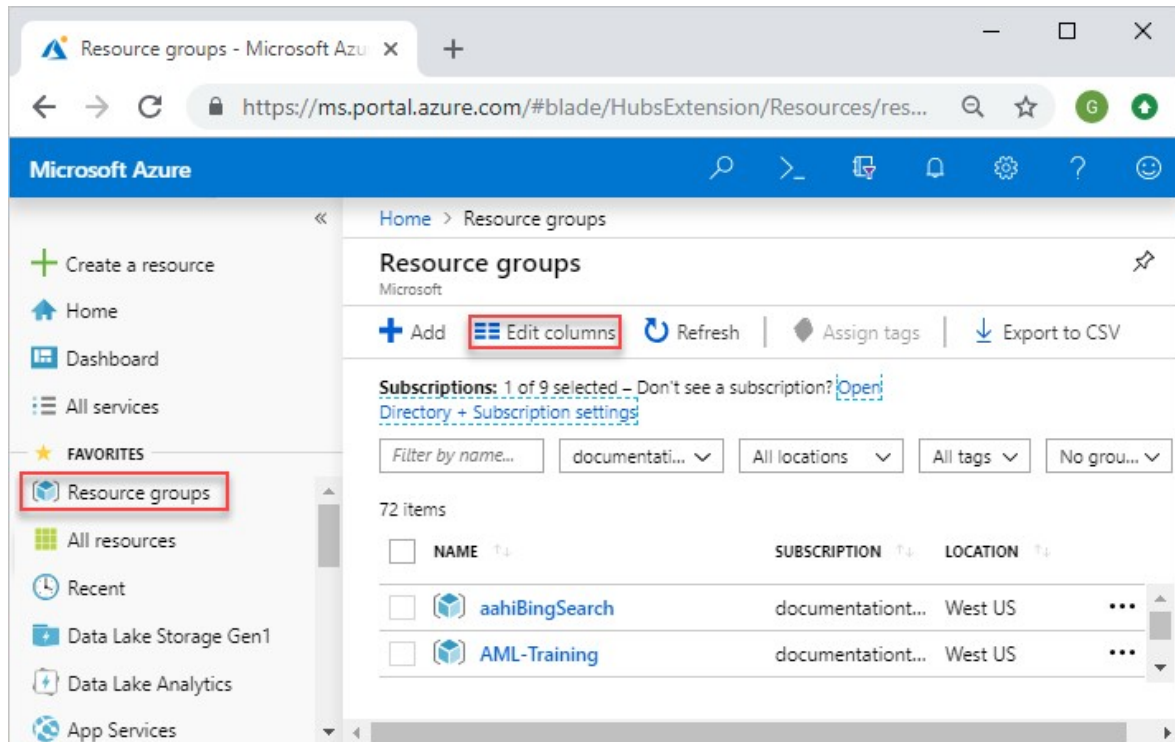 Resource groups - Microsoft Azu
https://ms.portal.azure.com/#blade/HubsExtension/Resources/res...
G
Microsoft Azure
Home > Resource groups
Create a resource
Home
Dashboard
All services
FAVORITES
Resource groups
All resources
Recent
Data Lake Storage Gen1
Data Lake Analytics
App Services
Resource groups
Microsoft
Add Edit columns Refresh Assign tags Export to CSV
Subscriptions: 1 of 9 selected – Don't see a subscription? Open
Directory + Subscription settings
Filter by name... documentati... All locations All tags No grou...
72 items
NAME SUBSCRIPTION LOCATION
aahiBingSearch documentationt... West US •••
AML-Training documentationt... West US •••